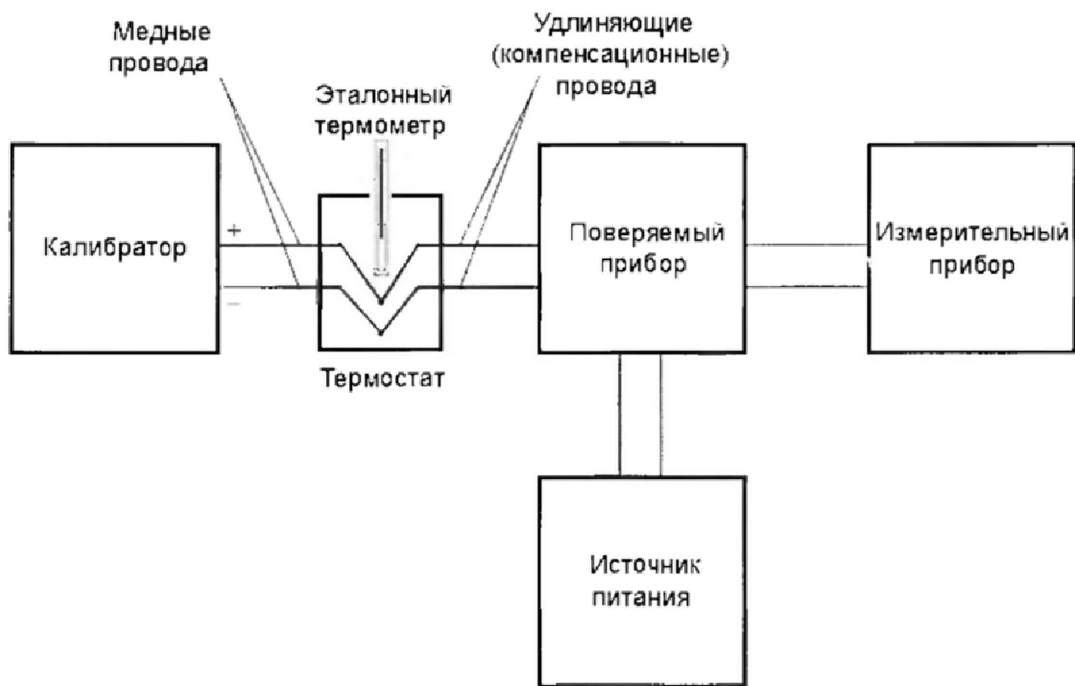 Медные
провода
Удлиняющие
(компенсационные)
провода
Эталонный
термометр
Калибратор
+
−
Термостат
Поверяемый
прибор
Измерительный
прибор
Источник
питания